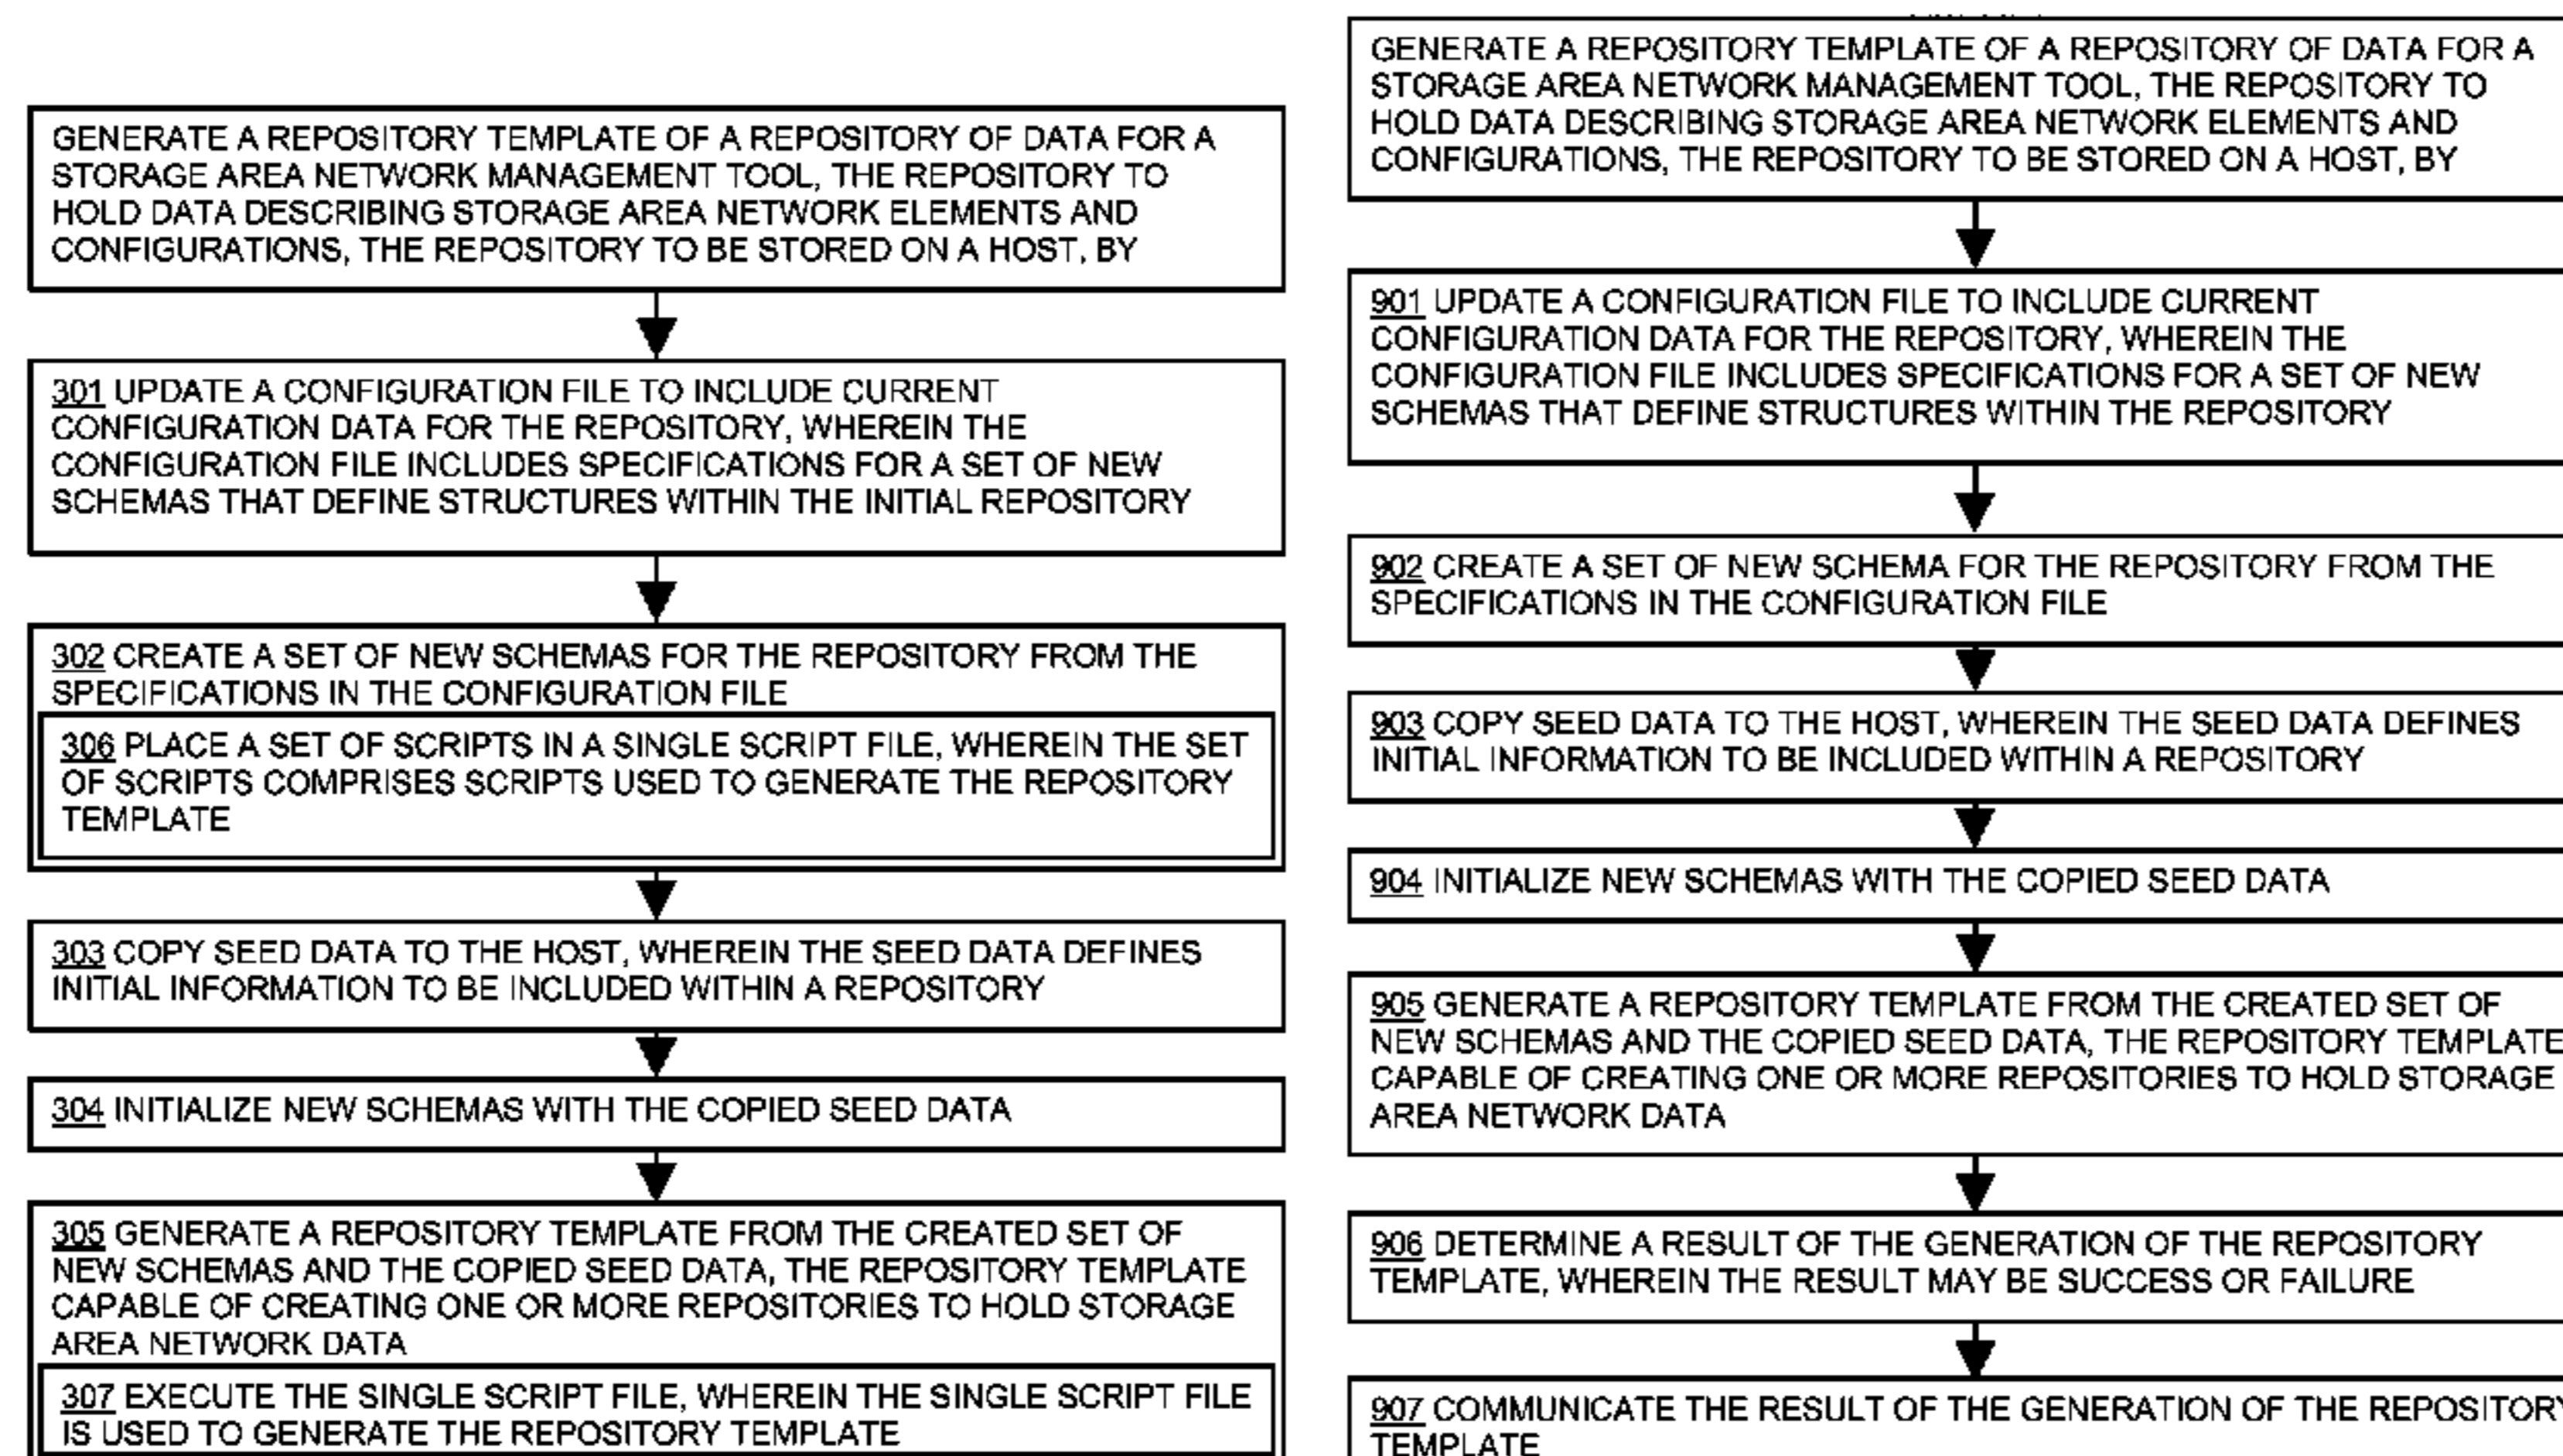 GENERATE A REPOSITORY TEMPLATE OF A REPOSITORY OF DATA FOR A
STORAGE AREA NETWORK MANAGEMENT TOOL, THE REPOSITORY TO
HOLD DATA DESCRIBING STORAGE AREA NETWORK ELEMENTS AND
CONFIGURATIONS, THE REPOSITORY TO BE STORED ON A HOST, BY
301 UPDATE A CONFIGURATION FILE TO INCLUDE CURRENT
CONFIGURATION DATA FOR THE REPOSITORY, WHEREIN THE
CONFIGURATION FILE INCLUDES SPECIFICATIONS FOR A SET OF NEW
SCHEMAS THAT DEFINE STRUCTURES WITHIN THE INITIAL REPOSITORY
302 CREATE A SET OF NEW SCHEMAS FOR THE REPOSITORY FROM THE
SPECIFICATIONS IN THE CONFIGURATION FILE
306 PLACE A SET OF SCRIPTS IN A SINGLE SCRIPT FILE, WHEREIN THE SET
OF SCRIPTS COMPRISES SCRIPTS USED TO GENERATE THE REPOSITORY
TEMPLATE
303 COPY SEED DATA TO THE HOST, WHEREIN THE SEED DATA DEFINES
INITIAL INFORMATION TO BE INCLUDED WITHIN A REPOSITORY
304 INITIALIZE NEW SCHEMAS WITH THE COPIED SEED DATA
305 GENERATE A REPOSITORY TEMPLATE FROM THE CREATED SET OF
NEW SCHEMAS AND THE COPIED SEED DATA, THE REPOSITORY TEMPLATE
CAPABLE OF CREATING ONE OR MORE REPOSITORIES TO HOLD STORAGE
AREA NETWORK DATA
307 EXECUTE THE SINGLE SCRIPT FILE, WHEREIN THE SINGLE SCRIPT FILE
IS USED TO GENERATE THE REPOSITORY TEMPLATE
GENERATE A REPOSITORY TEMPLATE OF A REPOSITORY OF DATA FOR A
STORAGE AREA NETWORK MANAGEMENT TOOL, THE REPOSITORY TO
HOLD DATA DESCRIBING STORAGE AREA NETWORK ELEMENTS AND
CONFIGURATIONS, THE REPOSITORY TO BE STORED ON A HOST, BY
901 UPDATE A CONFIGURATION FILE TO INCLUDE CURRENT
CONFIGURATION DATA FOR THE REPOSITORY, WHEREIN THE
CONFIGURATION FILE INCLUDES SPECIFICATIONS FOR A SET OF NEW
SCHEMAS THAT DEFINE STRUCTURES WITHIN THE REPOSITORY
902 CREATE A SET OF NEW SCHEMA FOR THE REPOSITORY FROM THE
SPECIFICATIONS IN THE CONFIGURATION FILE
903 COPY SEED DATA TO THE HOST, WHEREIN THE SEED DATA DEFINES
INITIAL INFORMATION TO BE INCLUDED WITHIN A REPOSITORY
904 INITIALIZE NEW SCHEMAS WITH THE COPIED SEED DATA
905 GENERATE A REPOSITORY TEMPLATE FROM THE CREATED SET OF
NEW SCHEMAS AND THE COPIED SEED DATA, THE REPOSITORY TEMPLATE
CAPABLE OF CREATING ONE OR MORE REPOSITORIES TO HOLD STORAGE
AREA NETWORK DATA
906 DETERMINE A RESULT OF THE GENERATION OF THE REPOSITORY
TEMPLATE, WHEREIN THE RESULT MAY BE SUCCESS OR FAILURE
907 COMMUNICATE THE RESULT OF THE GENERATION OF THE REPOSITORY
TEMPLATE